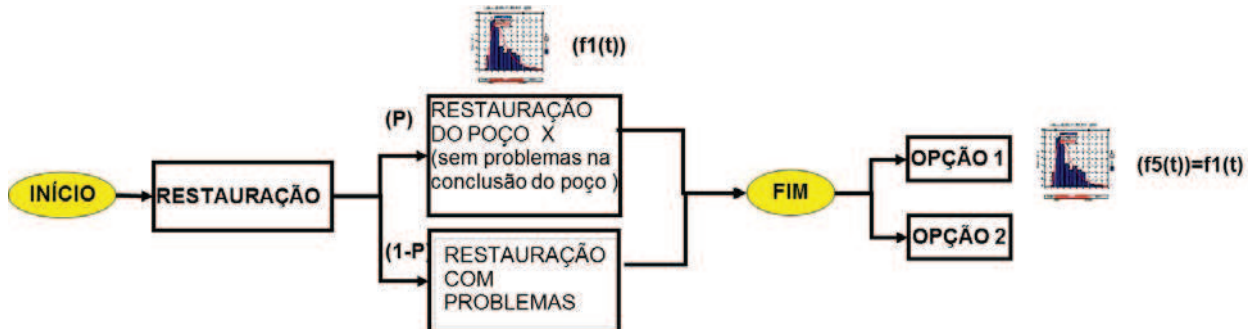 (f1(t))
(P)
RESTAURAÇÃO
DO POÇO X
(sem problemas na
conclusão do poço )
INÍCIO
RESTAURAÇÃO
FIM
OPÇÃO 1
(f5(t))=f1(t)
OPÇÃO 2
(1-P)
RESTAURAÇÃO
COM
PROBLEMAS